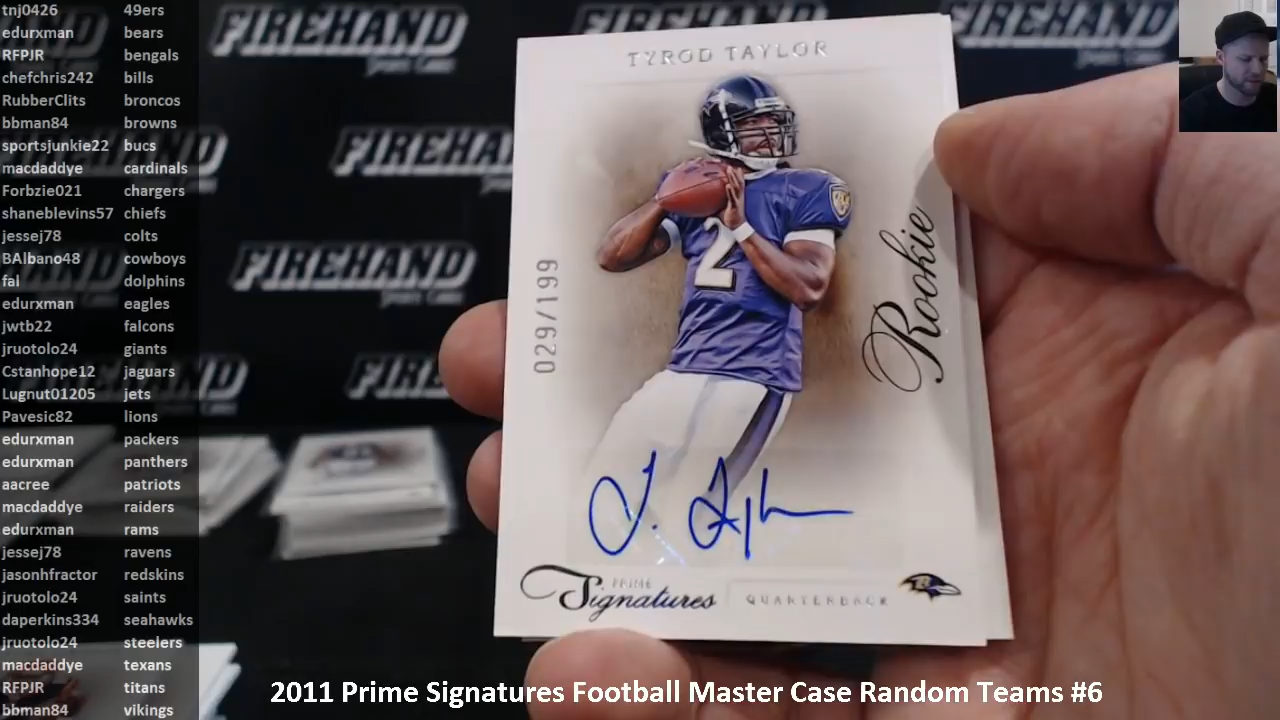 tnj0426 49ers
edurxman bears
RFPJR bengals
chefchris242 bills
RubberClits broncos
bbman84 browns
sportsjunkie22 bucs
macdaddye cardinals
Forbzie021 chargers
shaneblevins57 chiefs
jessej78 colts
BAlbano48 cowboys
fal dolphins
edurxman eagles
jwtb22 falcons
jruotolo24 giants
Cstanhope12 jaguars
Lugnut01205 jets
Pavesic82 lions
edurxman packers
edurxman panthers
aacree patriots
macdaddye raiders
edurxman rams
jessej78 ravens
jasonhfractor redskins
jruotolo24 saints
daperkins334 seahawks
jruotolo24 steelers
macdaddye texans
RFPJR titans
bbman84 vikings
FIREHAND
FIREHAND
FIREHAND
TYROD TAYLOR
029/199
2
Rookie
T. Taylor
PRIME
Signatures
QUARTERBACK
2011 Prime Signatures Football Master Case Random Teams #6